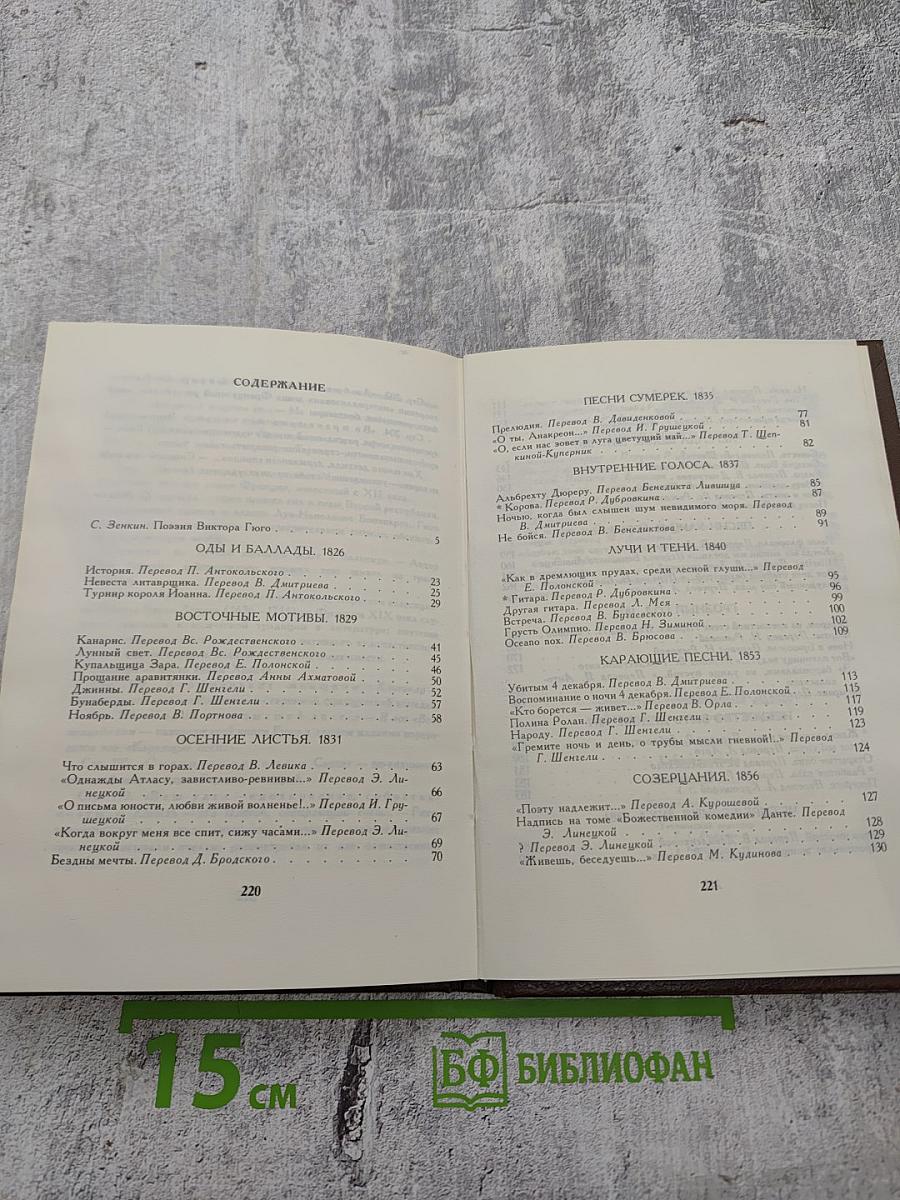 СОДЕРЖАНИЕ
С. Зенкин. Поэзия Виктора Гюго . . . . . . . . . . 5
ОДЫ И БАЛЛАДЫ. 1826
История. Перевод П. Антокольского . . . . . . . . . . 23
Невеста литаврщика. Перевод В. Дмитриева . . . . . . . 25
Турнир короля Иоанна. Перевод П. Антокольского . . . . . 29
ВОСТОЧНЫЕ МОТИВЫ. 1829
Канарис. Перевод Вс. Рождественского . . . . . . . . . 41
Лунный свет. Перевод Вс. Рождественского . . . . . . . 45
Купальщица Зара. Перевод Е. Полонской . . . . . . . . 46
Прощание аравитянки. Перевод Анны Ахматовой . . . . . 50
Джинны. Перевод Г. Шенгели . . . . . . . . . . . 52
Бунаберды. Перевод Г. Шенгели . . . . . . . . . . 57
Ноябрь. Перевод В. Портнова . . . . . . . . . . . 58
ОСЕННИЕ ЛИСТЬЯ. 1831
Что слышится в горах. Перевод В. Левика . . . . . . . 63
«Однажды Атласу, завистливо-ревнивы...» Перевод Э. Ли-
нецкой . . . . . . . . . . . . . . . . 66
«О письма юности, любви живой волненье!..» Перевод И. Гру-
шецкой . . . . . . . . . . . . . . . . 67
«Когда вокруг меня все спит, сижу часами...» Перевод Э. Ли-
нецкой . . . . . . . . . . . . . . . . 69
Бездны мечты. Перевод Д. Бродского . . . . . . . . . 70
220
ПЕСНИ СУМЕРЕК. 1835
Прелюдия. Перевод В. Давиденковой . . . . . . . . . 77
«О ты, Анакреон...» Перевод И. Грушецкой . . . . . . . 81
«О, если нас зовет в луга цветущий май...» Перевод Т. Щеп-
киной-Куперник . . . . . . . . . . . . . 82
ВНУТРЕННИЕ ГОЛОСА. 1837
Альбрехту Дюреру. Перевод Бенедикта Лившица . . . . . 85
* Корова. Перевод Р. Дубровкина . . . . . . . . . . 87
Ночью, когда был слышен шум невидимого моря. Перевод
В. Дмитриева . . . . . . . . . . . . . . 89
Не бойся. Перевод В. Бенедиктова . . . . . . . . . . 91
ЛУЧИ И ТЕНИ. 1840
«Как в дремлющих прудах, среди лесной глуши...» Перевод
Е. Полонской . . . . . . . . . . . . . . 95
* Гитара. Перевод Р. Дубровкина . . . . . . . . . . 96
Другая гитара. Перевод Л. Мея . . . . . . . . . . 99
Встреча. Перевод В. Бугаевского . . . . . . . . . . 100
Грусть Олимпио. Перевод Н. Зиминой . . . . . . . . 102
Oceano nox. Перевод В. Брюсова . . . . . . . . . . 109
КАРАЮЩИЕ ПЕСНИ. 1853
Убитым 4 декабря. Перевод В. Дмитриева . . . . . . . 113
Воспоминание о ночи 4 декабря. Перевод Е. Полонской . . . 115
«Кто борется — живет...» Перевод В. Орла . . . . . . . 117
Полина Ролан. Перевод Г. Шенгели . . . . . . . . . 119
Народу. Перевод Г. Шенгели . . . . . . . . . . . 123
«Гремите ночь и день, о трубы мысли гневной!..» Перевод
Г. Шенгели . . . . . . . . . . . . . . . 124
СОЗЕРЦАНИЯ. 1856
«Поэту надлежит...» Перевод А. Курошевой . . . . . . . 127
Надпись на томе «Божественной комедии» Данте. Перевод
Э. Линецкой . . . . . . . . . . . . . . . 128
? Перевод Э. Линецкой . . . . . . . . . . . . . 129
«Живешь, беседуешь...» Перевод М. Кудинова . . . . . . 130
221
15 см
БФ БИБЛИОФАН